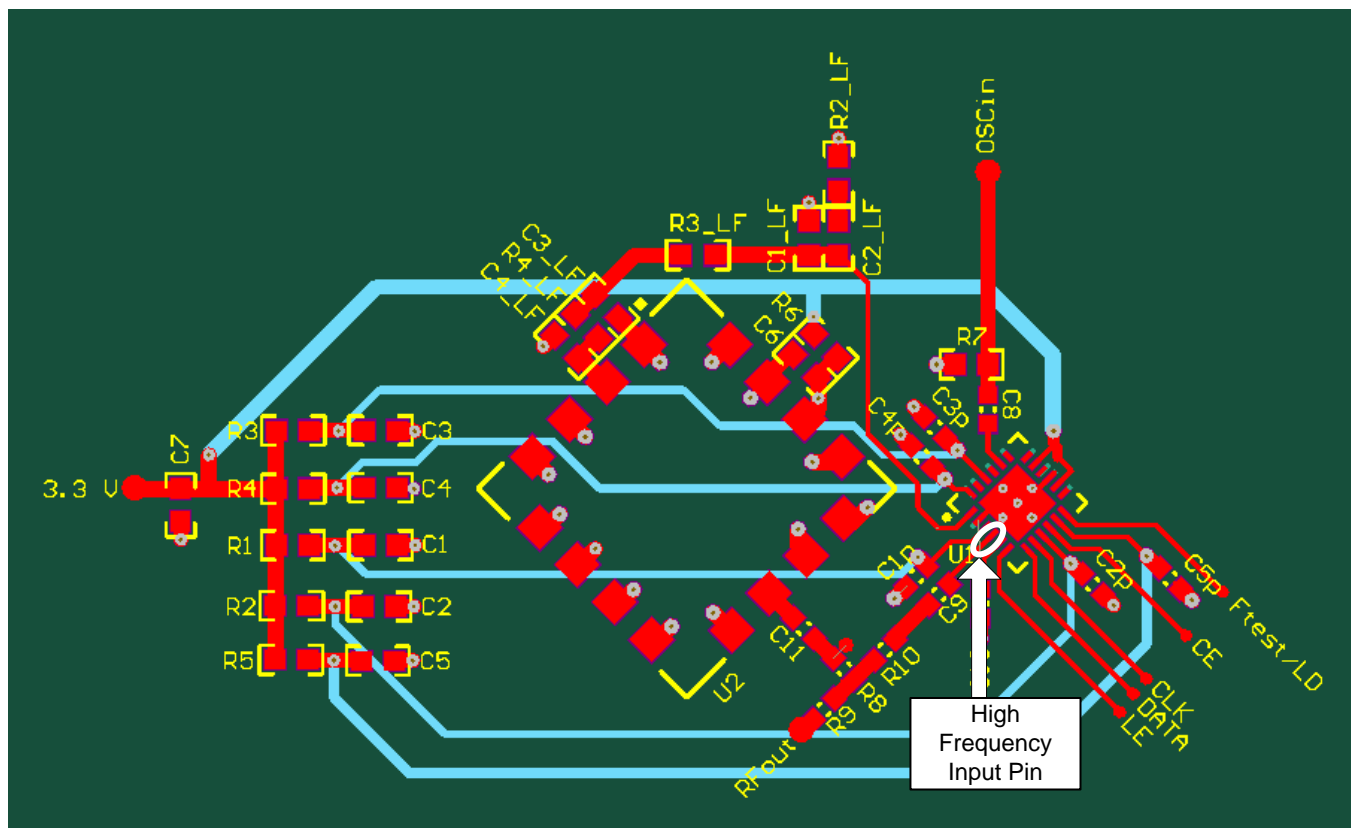 R2_LF
OSCin
R3_LF
C1_LF
C2_LF
C3_LF
R4_LF
C4_LF
R6
C6
R7
C8
C3p
C4p
C7
R3
C3
3.3 V
R4
C4
R1
C1
R2
C2
R5
C5
U1
C1p
C9
C2p
C5p
Ftest/LD
CE
CLK
DATA
LE
C11
R10
R8
R9
U2
RFout
High
Frequency
Input Pin